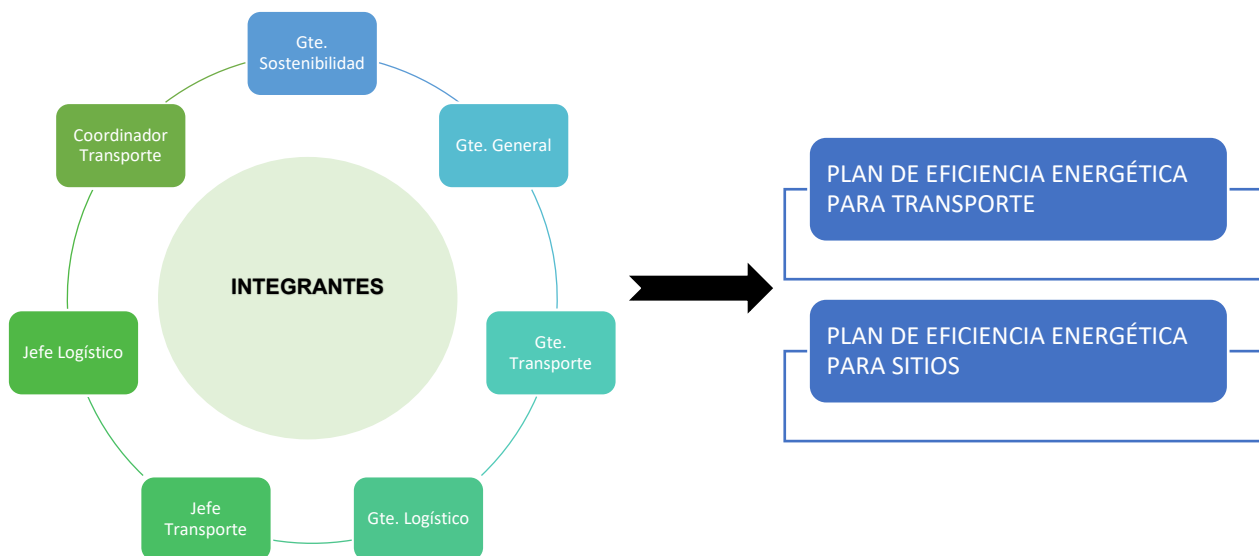 Gte.
Sostenibilidad
Gte. General
Gte.
Transporte
Gte. Logístico
Jefe
Transporte
Jefe Logístico
Coordinador
Transporte
INTEGRANTES
PLAN DE EFICIENCIA ENERGÉTICA
PARA TRANSPORTE
PLAN DE EFICIENCIA ENERGÉTICA
PARA SITIOS